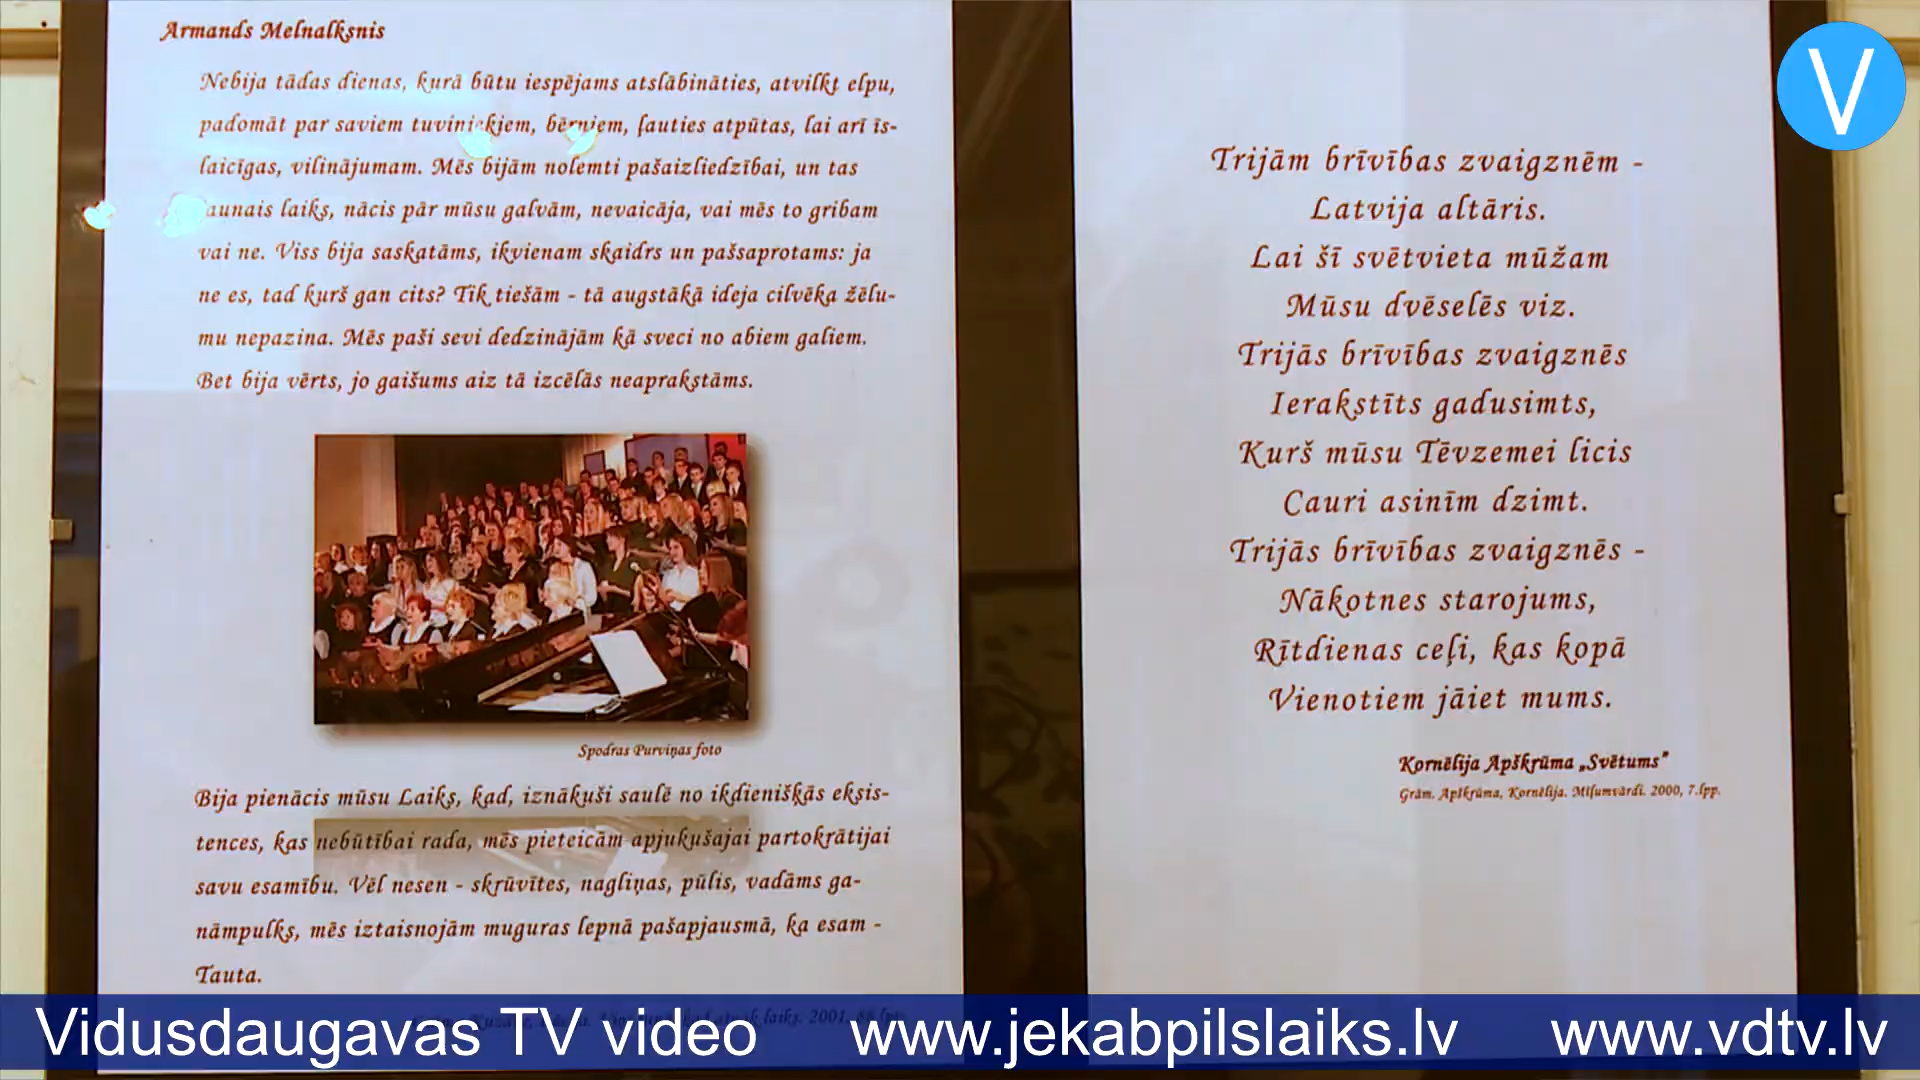 Armands Melnalksnis
Nebija tādas dienas, kurā būtu iespējams atslābināties, atvilkt elpu,
padomāt par saviem tuviniekiem, bērniem, ļauties atpūtas, lai arī īs-
laicīgas, vilinājumam. Mēs bijām nolemti pašaizliedzībai, un tas
laiks, nācis pār mūsu galvām, nevaicāja, vai mēs to gribam
vai ne. Viss bija saskatāms, ikvienam skaidrs un pašsaprotams: ja
ne es, tad kurš gan cits? Tik tiešām - tā augstākā ideja cilvēka žēlu-
mu nepazina. Mēs paši sevi dedzinājām kā sveci no abiem galiem.
Bet bija vērts, jo gaišums aiz tā izcēlās neaprakstāms.
Spodras Purviņas foto
Bija pienācis mūsu Laiks, kad, iznākuši saulē no ikdienišķās eksis-
tences, kas nebūtībai rada, mēs pieteicām apjukušajai partokrātijai
savu esamību. Vēl nesen - skrūvītes, nagliņas, pūlis, vadāms ga-
nāmpulks, mēs iztaisnojām muguras lepnā pašapjausmā, ka esam -
Tauta.
laiks. 2001,
Trijām brīvības zvaigznēm -
Latvija altāris.
Lai šī svētvieta mūžam
Mūsu dvēselēs viz.
Trijās brīvības zvaigznēs
Ierakstīts gadusimts,
Kurš mūsu Tēvzemei licis
Cauri asinīm dzimt.
Trijās brīvības zvaigznēs -
Nākotnes starojums,
Rītdienas ceļi, kas kopā
Vienotiem jāiet mums.
Kornēlija Apškrūma „Svētums”
Grām. Apškrūma, Kornēlija. Mīļumvārdi. 2000, 7.lpp.
V
Vidusdaugavas TV video www.jekabpilslaiks.lv www.vdtv.lv